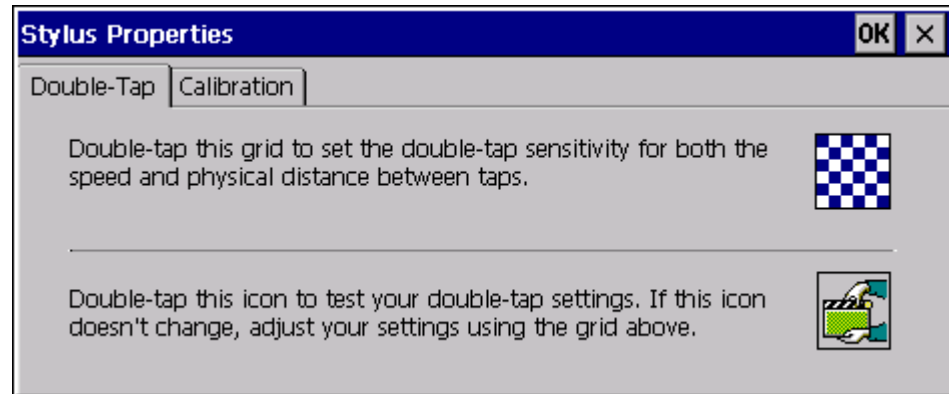 Stylus Properties OK ×
Double-Tap Calibration
Double-tap this grid to set the double-tap sensitivity for both the
speed and physical distance between taps.
Double-tap this icon to test your double-tap settings. If this icon
doesn't change, adjust your settings using the grid above.